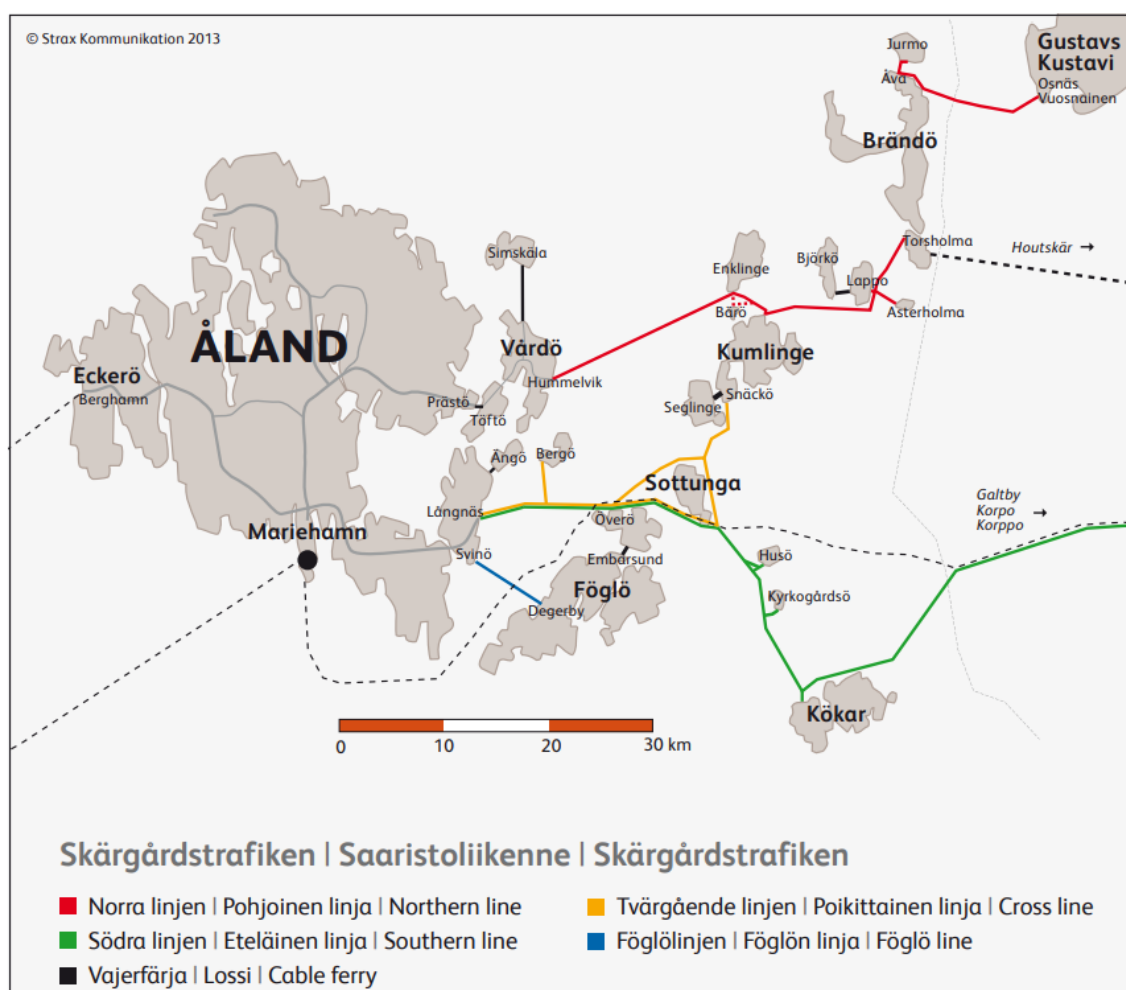 © Strax Kommunikation 2013
Jurmo
Gustavs
Kustavi
Åva
Osnäs
Vuosnainen
Brändö
Torsholma
Houtskär →
Simskäla
Enklinge
Björkö
Lappo
Asterholma
Bärö
ÅLAND
Vårdö
Kumlinge
Eckerö
Berghamn
Hummelvik
Snäckö
Seglinge
Prästö
Töftö
Ängö
Bergö
Sottunga
Långnäs
Överö
Galtby
Korpo →
Korppo
Mariehamn
Svinö
Embarsund
Husö
Föglö
Degerby
Kyrkogårdsö
Kökar
0 10 20 30 km
Skärgårdstrafiken | Saaristoliikenne | Skärgårdstrafiken
Norra linjen | Pohjoinen linja | Northern line
Tvärgående linjen | Poikittainen linja | Cross line
Södra linjen | Eteläinen linja | Southern line
Föglölinjen | Föglön linja | Föglö line
Vajerfärja | Lossi | Cable ferry